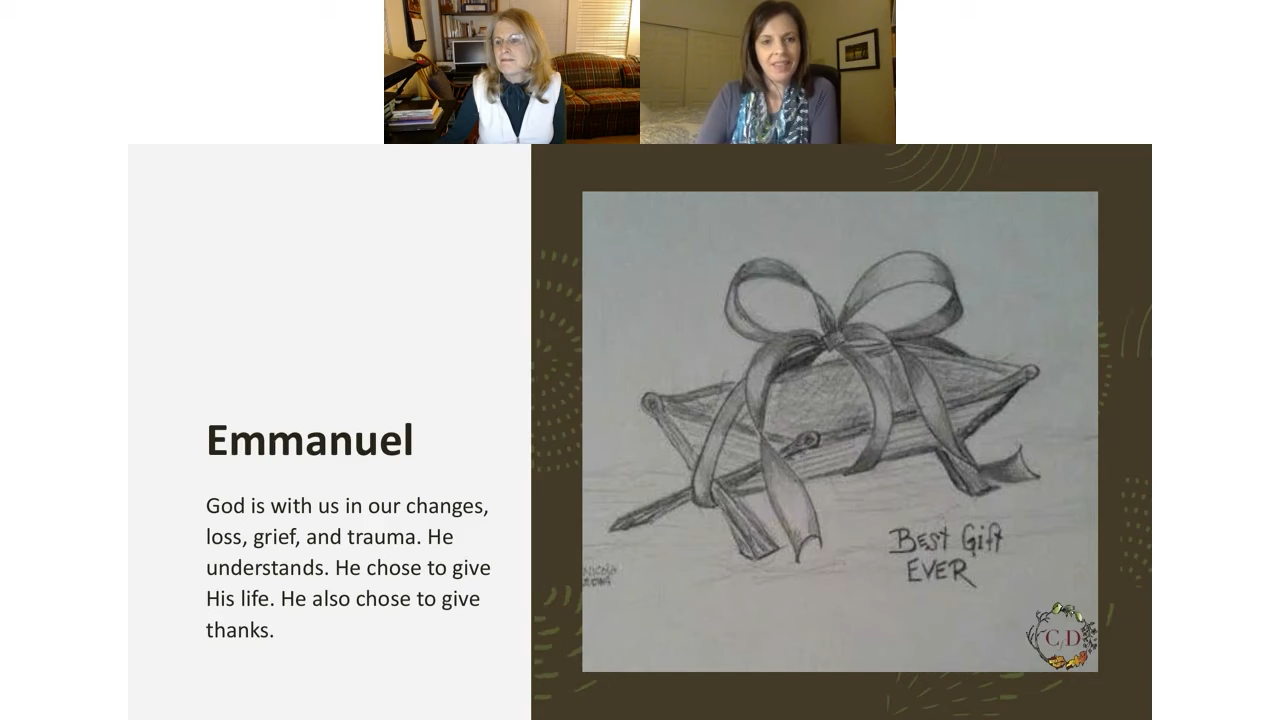 Emmanuel
God is with us in our changes,
loss, grief, and trauma. He
understands. He chose to give
His life. He also chose to give
thanks.
BEST GifT
EVER
C/D